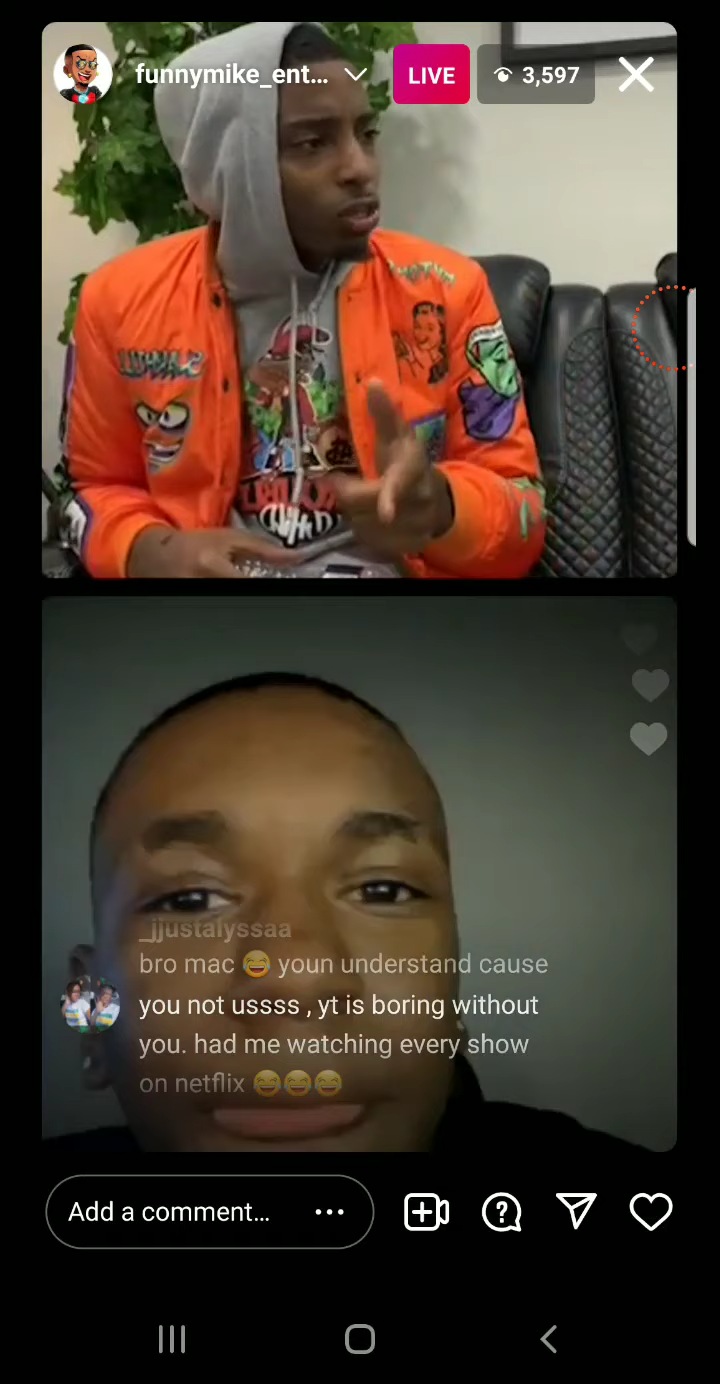 funnymike_ent...
LIVE
3,597
_jjustalyssaa
bro mac 😂 youn understand cause
you not ussss , yt is boring without
you. had me watching every show
on netflix 😂😂😂
Add a comment...